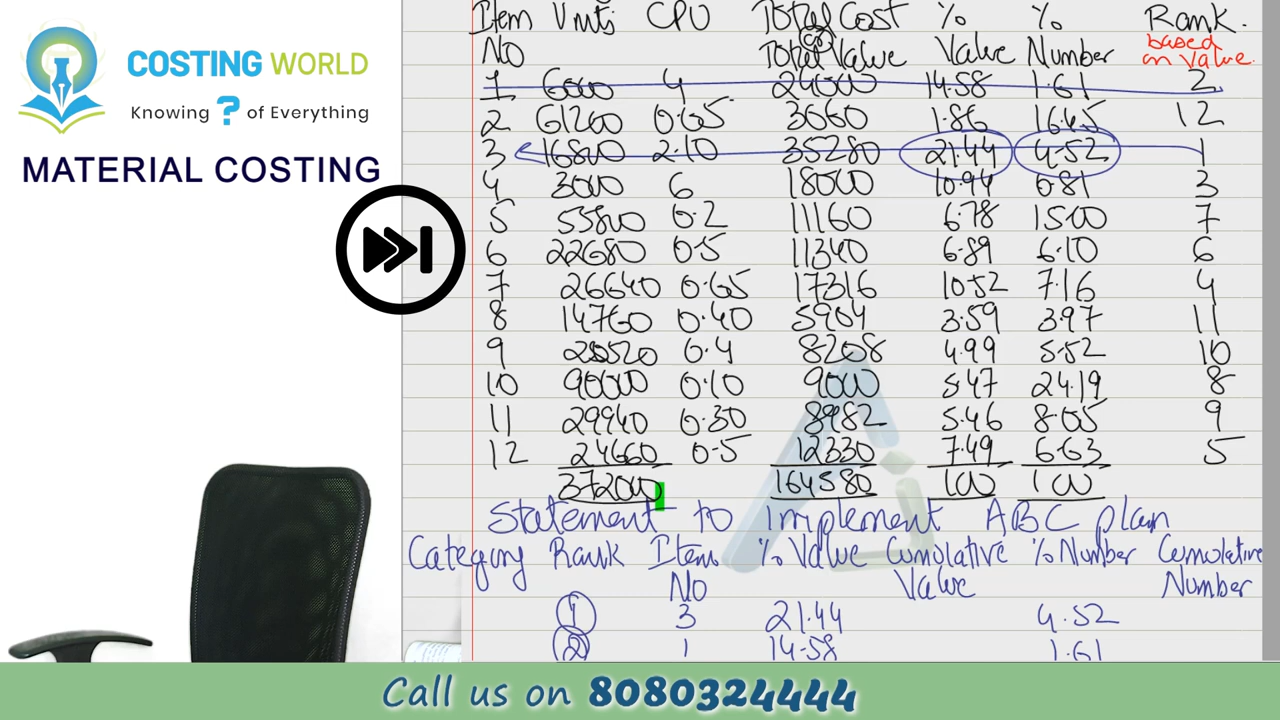 COSTING WORLD
Knowing ? of Everything
MATERIAL COSTING
Item Units CPU Total Cost % % Rank
NO (or) Total Value Value Number based on Value
1 6000 4 24000 14.58 1.61 2
2 61200 0.05 3060 1.86 16.45 12
3 16800 2.10 35280 21.44 4.52 1
4 3000 6 18000 10.94 0.81 3
5 55800 0.2 11160 6.78 15.00 7
6 22680 0.5 11340 6.89 6.10 6
7 26640 0.65 17316 10.52 7.16 4
8 14760 0.40 5904 3.59 3.97 11
9 20520 0.4 8208 4.99 5.52 10
10 90000 0.10 9000 5.47 24.19 8
11 29940 0.30 8982 5.46 8.05 9
12 24660 0.5 12330 7.49 6.63 5
372000 164580 100 100
Statement to Implement ABC plan
Category Rank Item % Value Cumulative % Number Cumulative
NO Value Number
1 3 21.44 4.52
2 1 14.58 1.61
Call us on 8080324444